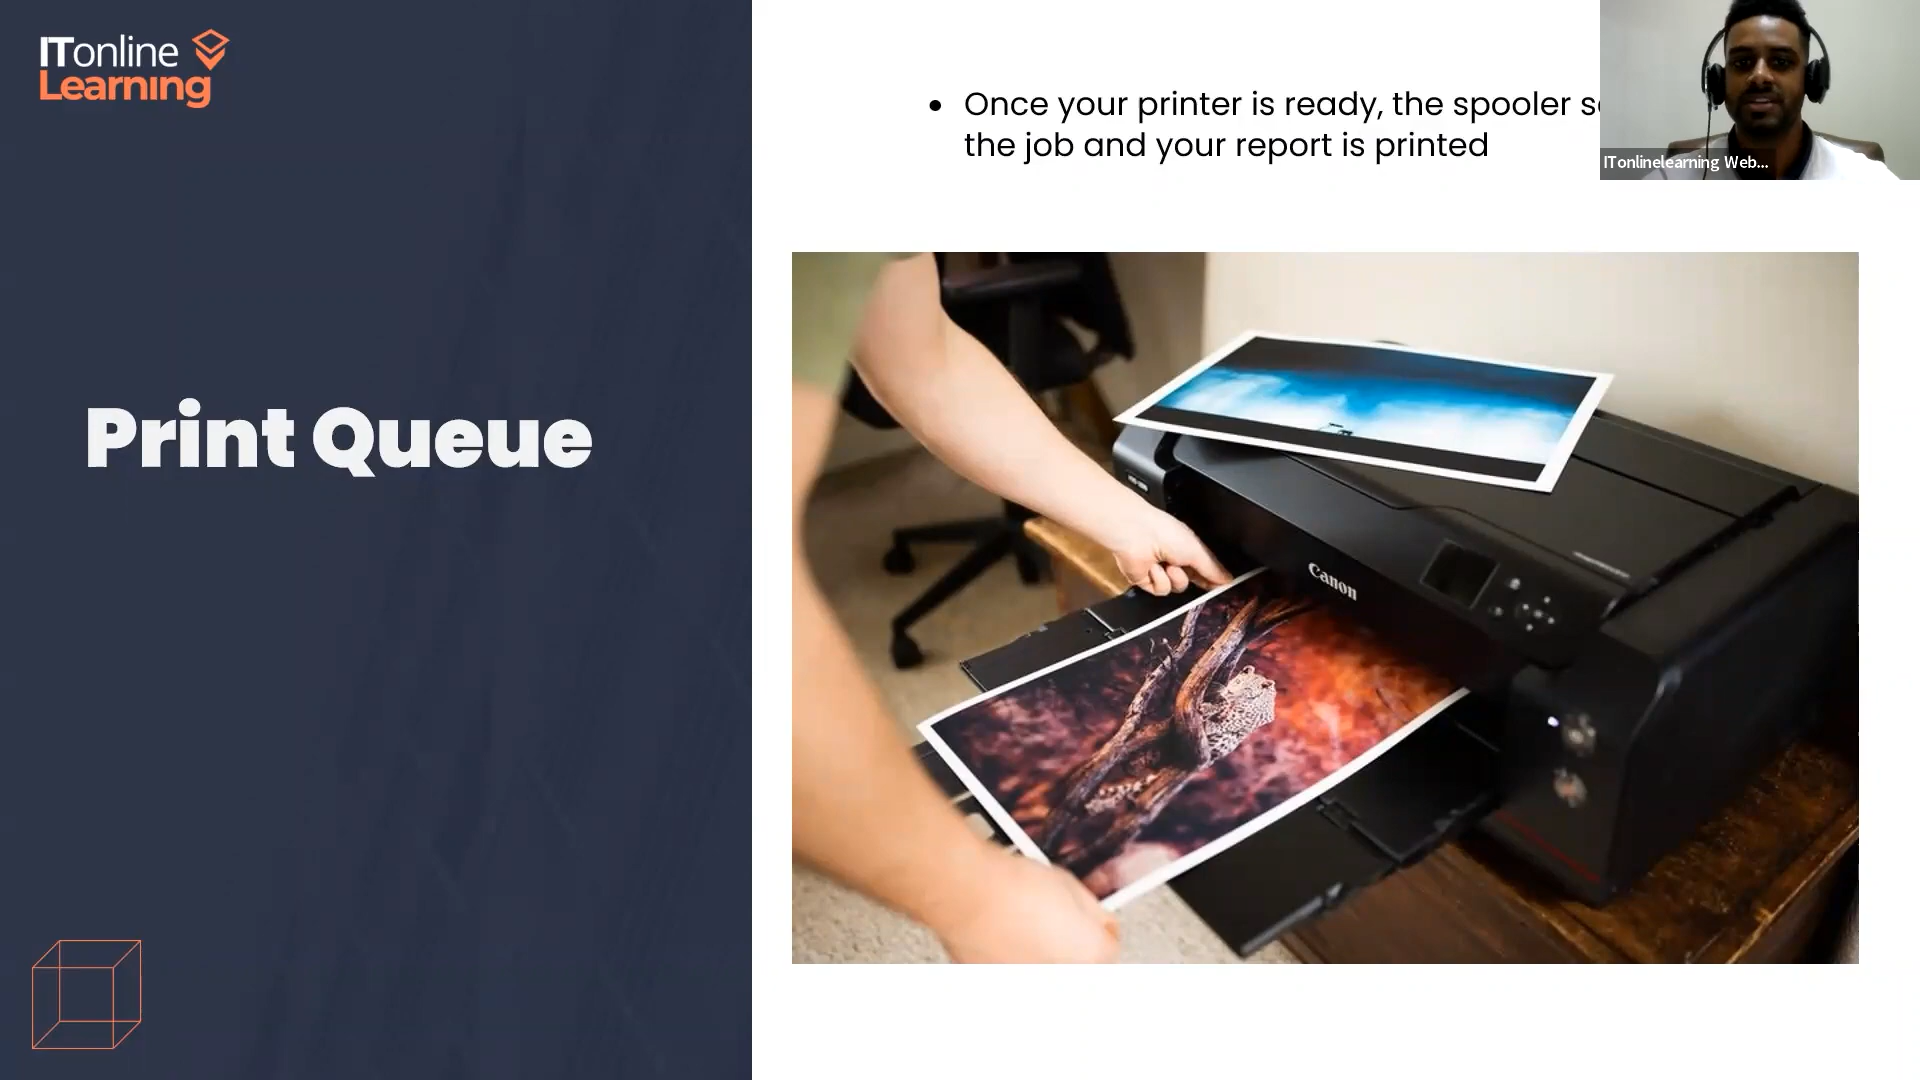 ITonline
Learning
Once your printer is ready, the spooler
the job and your report is printed
ITonlinelearning Web...
Print Queue
Canon